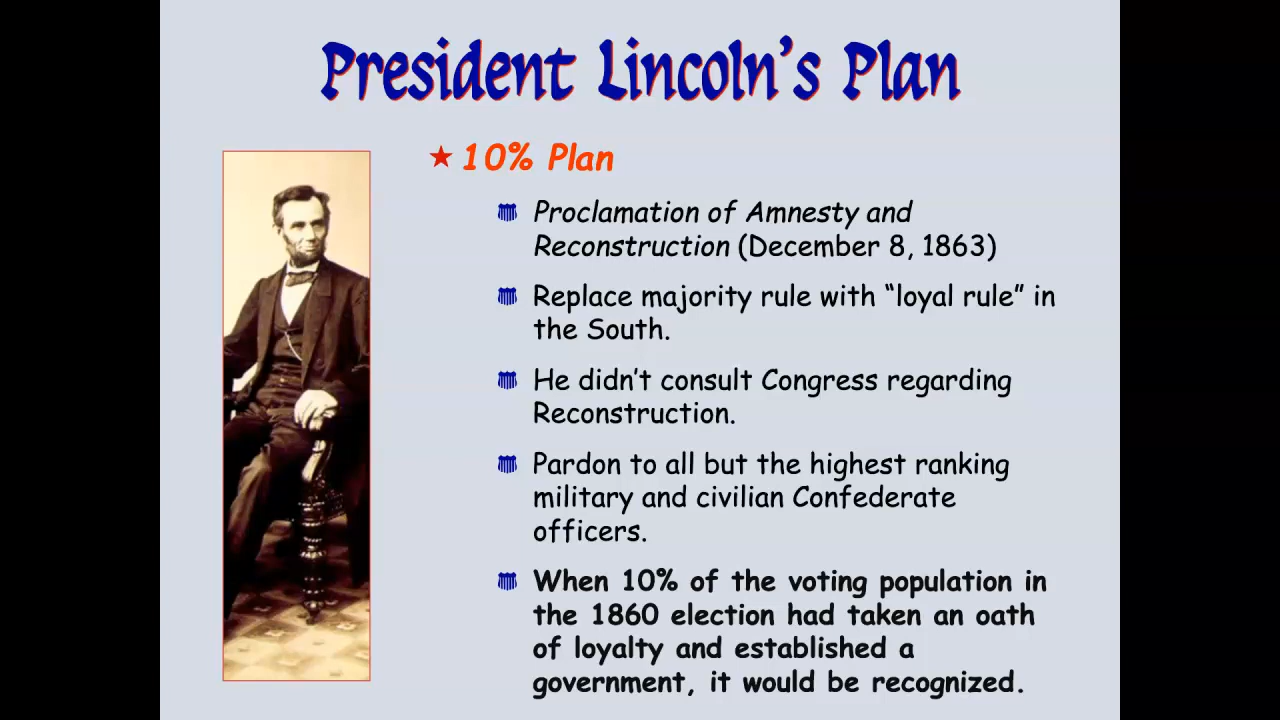 President Lincoln's Plan
10% Plan
Proclamation of Amnesty and
Reconstruction (December 8, 1863)
Replace majority rule with “loyal rule” in
the South.
He didn't consult Congress regarding
Reconstruction.
Pardon to all but the highest ranking
military and civilian Confederate
officers.
When 10% of the voting population in
the 1860 election had taken an oath
of loyalty and established a
government, it would be recognized.